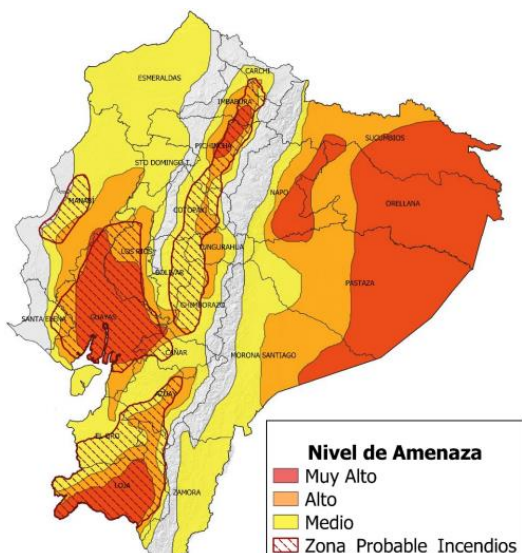 CARCHI
ESMERALDAS
IMBABURA
SUCUMBIOS
PICHINCHA
STO DOMINGO T.
NAPO
ORELLANA
MANABI
COTOPAXI
LOS RIOS
TUNGURAHUA
BOLIVAR
PASTAZA
CHIMBORAZO
SANTA ELENA
GUAYAS
CAÑAR
MORONA SANTIAGO
AZUAY
EL ORO
LOJA
ZAMORA
Nivel de Amenaza
Muy Alto
Alto
Medio
Zona Probable Incendios